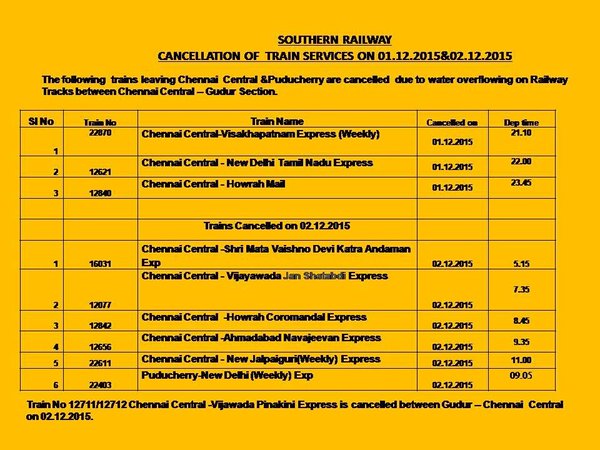 SOUTHERN RAILWAY
CANCELLATION OF TRAIN SERVICES ON 01.12.2015&02.12.2015
The following trains leaving Chennai Central &Puducherry are cancelled due to water overflowing on Railway
Tracks between Chennai Central – Gudur Section.
Sl No Train No Train Name Cancelled on Dep time
1 22870 Chennai Central-Visakhapatnam Express (Weekly) 01.12.2015 21.10
2 12621 Chennai Central - New Delhi Tamil Nadu Express 01.12.2015 22.00
3 12840 Chennai Central - Howrah Mail 01.12.2015 23.45
Trains Cancelled on 02.12.2015
1 16031 Chennai Central -Shri Mata Vaishno Devi Katra Andaman
Exp 02.12.2015 5.15
2 12077 Chennai Central - Vijayawada Jan Shatabdi Express 02.12.2015 7.35
3 12842 Chennai Central -Howrah Coromandal Express 02.12.2015 8.45
4 12656 Chennai Central -Ahmadabad Navajeevan Express 02.12.2015 9.35
5 22611 Chennai Central - New Jalpaiguri(Weekly) Express 02.12.2015 11.00
6 22403 Puducherry-New Delhi (Weekly) Exp 02.12.2015 09.05
Train No 12711/12712 Chennai Central -Vijawada Pinakini Express is cancelled between Gudur – Chennai Central
on 02.12.2015.